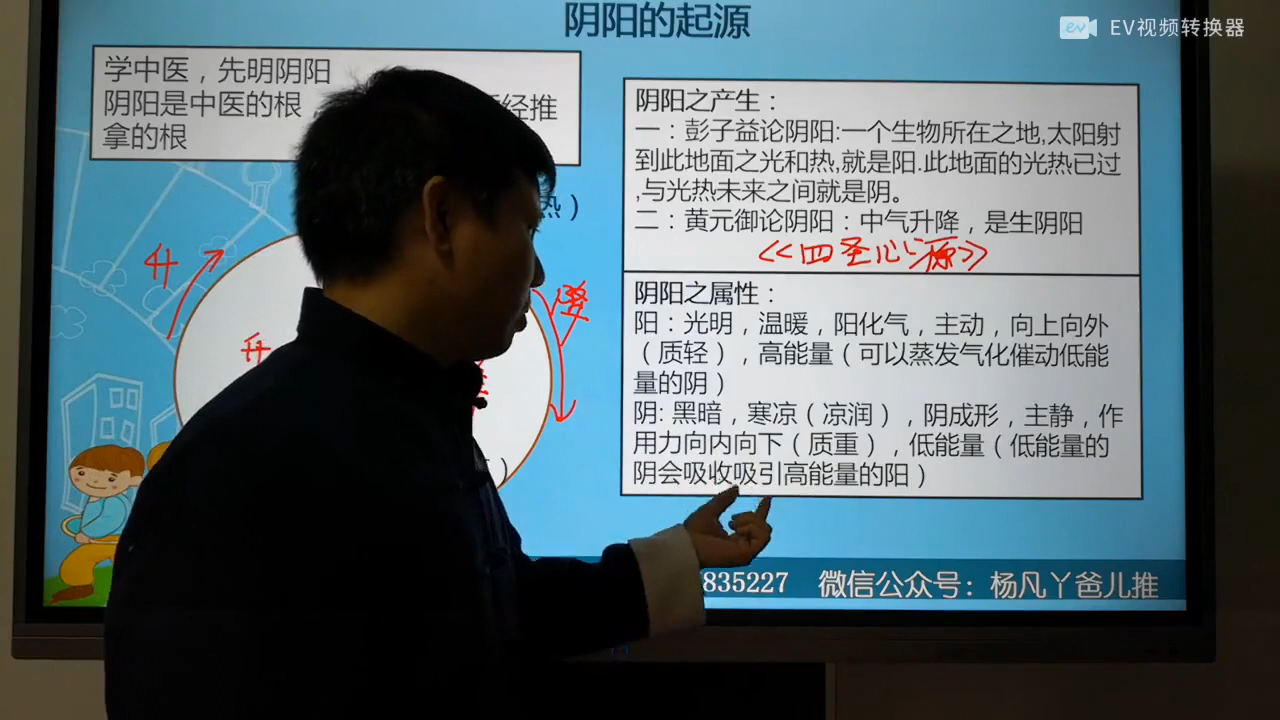 阴阳的起源
EV视频转换器
学中医，先明阴阳
阴阳是中医的根，经推
拿的根
热）
升
升
阴阳之产生：
一：彭子益论阴阳:一个生物所在之地,太阳射
到此地面之光和热,就是阳.此地面的光热已过
,与光热未来之间就是阴。
二：黄元御论阴阳：中气升降，是生阴阳
<<四圣心源>>
阴阳之属性：
阳：光明，温暖，阳化气，主动，向上向外
（质轻），高能量（可以蒸发气化催动低能
量的阴）
阴: 黑暗，寒凉（凉润），阴成形，主静，作
用力向内向下（质重），低能量（低能量的
阴会吸收吸引高能量的阳）
835227 微信公众号：杨凡丫爸儿推